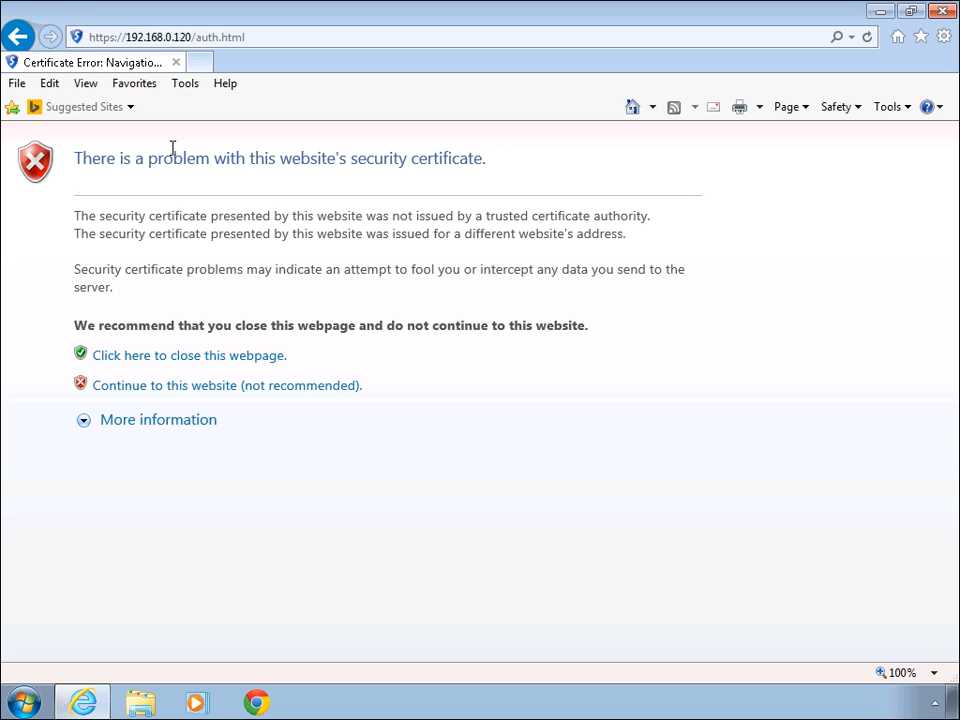 https://192.168.0.120/auth.html
Certificate Error: Navigatio...
File Edit View Favorites Tools Help
Suggested Sites Page Safety Tools
There is a problem with this website's security certificate.
The security certificate presented by this website was not issued by a trusted certificate authority.
The security certificate presented by this website was issued for a different website's address.
Security certificate problems may indicate an attempt to fool you or intercept any data you send to the
server.
We recommend that you close this webpage and do not continue to this website.
Click here to close this webpage.
Continue to this website (not recommended).
More information
100%